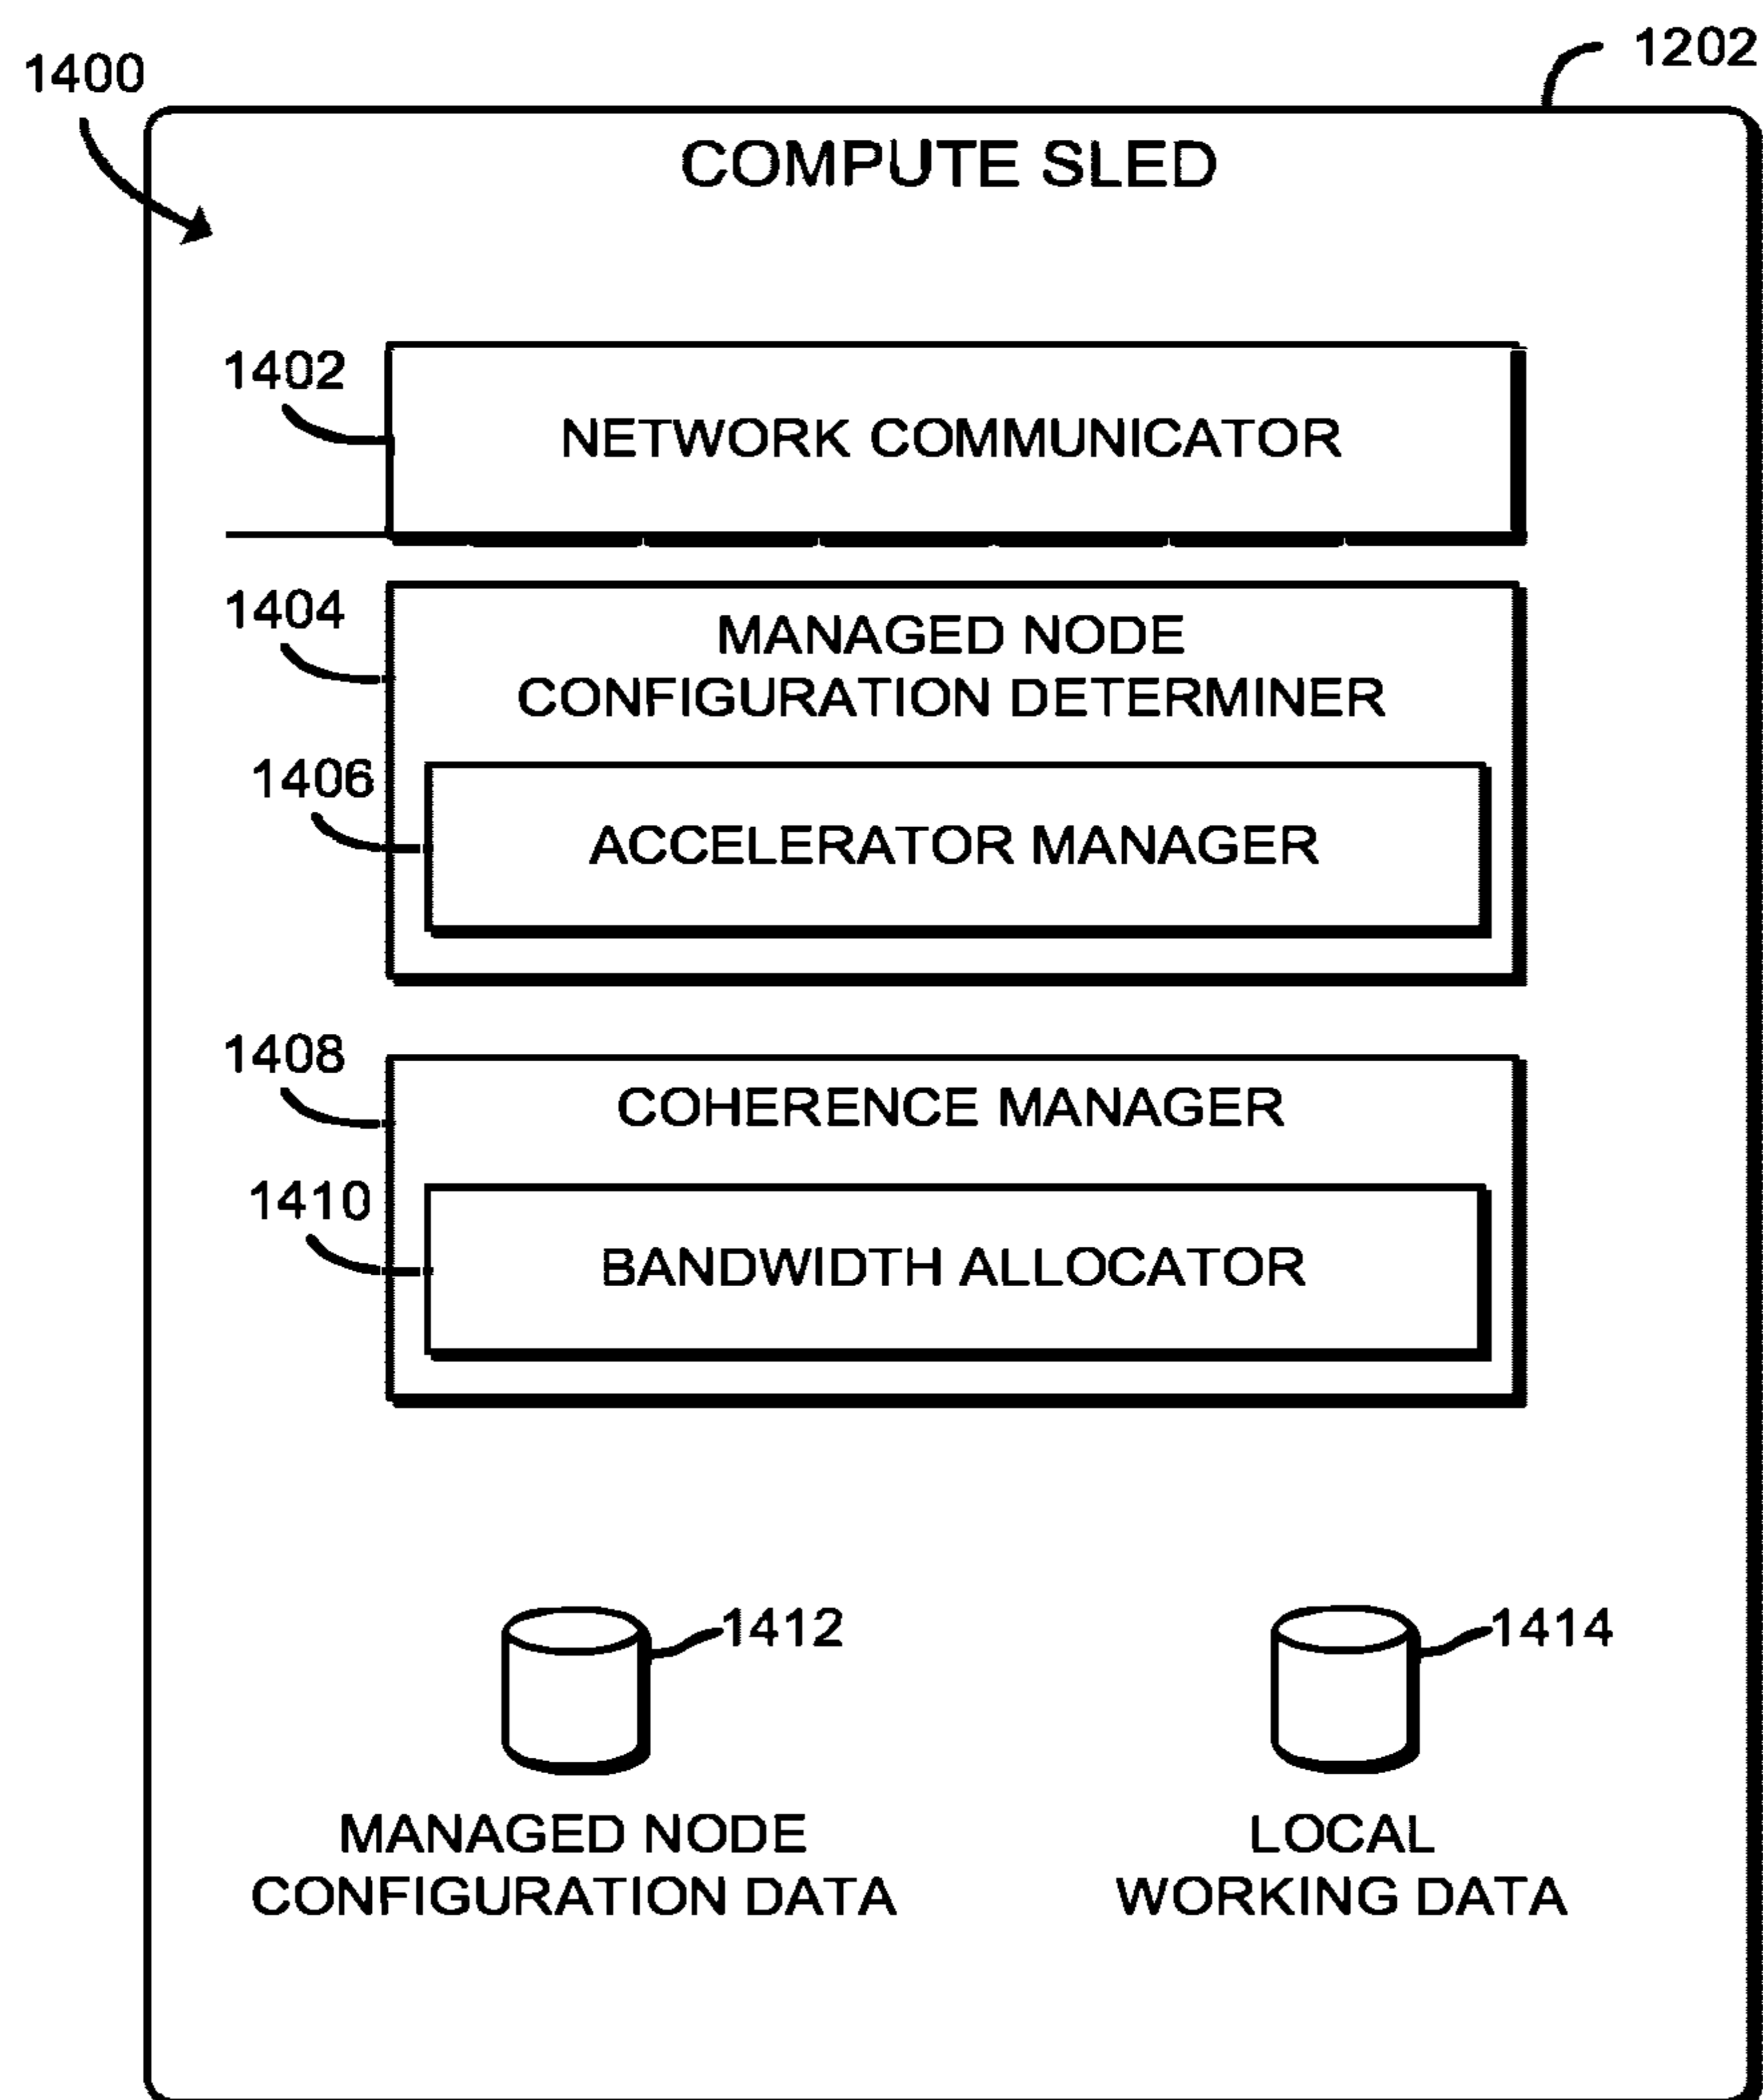 1400
1202
COMPUTE SLED
1402
NETWORK COMMUNICATOR
1404
MANAGED NODE
CONFIGURATION DETERMINER
1406
ACCELERATOR MANAGER
1408
COHERENCE MANAGER
1410
BANDWIDTH ALLOCATOR
1412
1414
MANAGED NODE
CONFIGURATION DATA
LOCAL
WORKING DATA